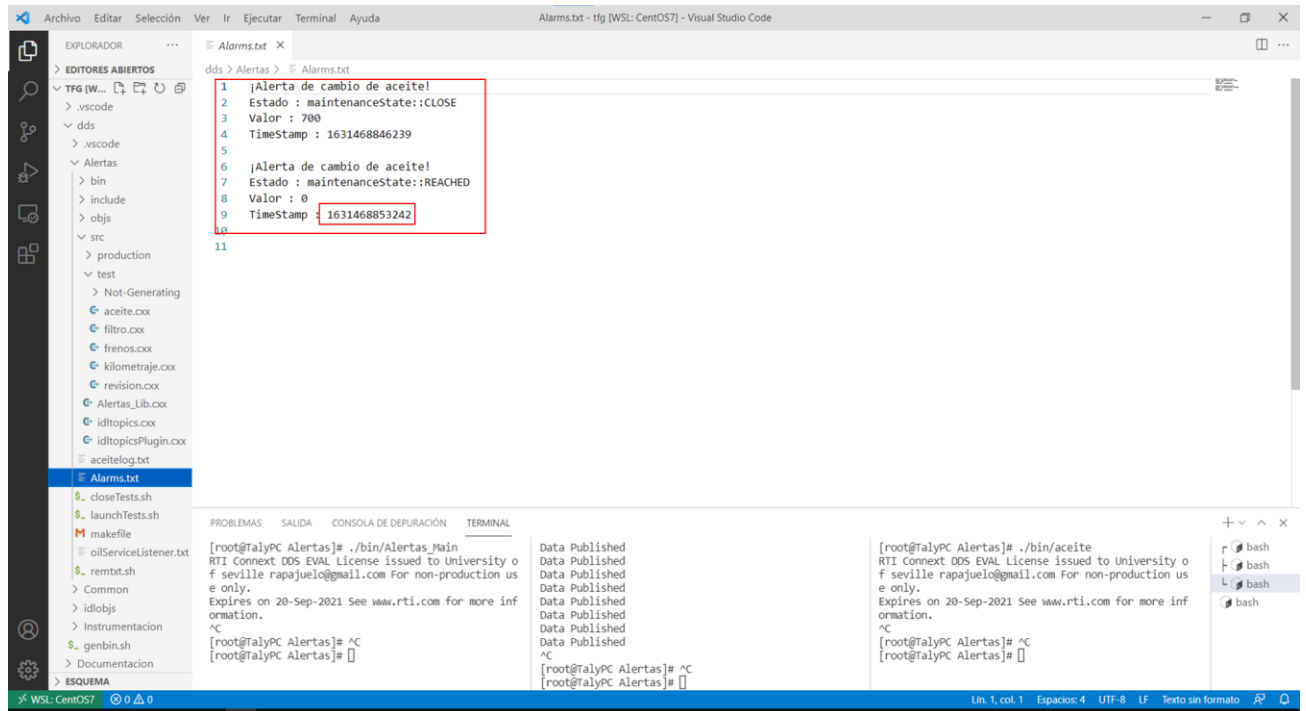 Archivo Editar Selección Ver Ir Ejecutar Terminal Ayuda
Alarms.txt - tfg [WSL: CentOS7] - Visual Studio Code
EXPLORADOR
EDITORES ABIERTOS
TFG [W...
.vscode
dds
.vscode
Alertas
bin
include
objs
src
production
test
Not-Generating
aceite.cxx
filtro.cxx
frenos.cxx
kilometraje.cxx
revision.cxx
Alertas_Lib.cxx
idltopics.cxx
idltopicsPlugin.cxx
aceitelog.txt
Alarms.txt
closeTests.sh
launchTests.sh
makefile
oilServiceListener.txt
remtxt.sh
Common
idlobjs
Instrumentacion
genbin.sh
Documentacion
ESQUEMA
Alarms.txt
dds > Alertas > Alarms.txt
1 ¡Alerta de cambio de aceite!
2 Estado : maintenanceState::CLOSE
3 Valor : 700
4 TimeStamp : 1631468846239
5
6 ¡Alerta de cambio de aceite!
7 Estado : maintenanceState::REACHED
8 Valor : 0
9 TimeStamp : 1631468853242
10
11
PROBLEMAS SALIDA CONSOLA DE DEPURACIÓN TERMINAL
[root@TalyPC Alertas]# ./bin/Alertas_Main
RTI Connext DDS EVAL License issued to University o
f seville rapajuelo@gmail.com For non-production us
e only.
Expires on 20-Sep-2021 See www.rti.com for more inf
ormation.
^C
[root@TalyPC Alertas]# ^C
[root@TalyPC Alertas]#
Data Published
Data Published
Data Published
Data Published
Data Published
Data Published
Data Published
Data Published
^C
[root@TalyPC Alertas]# ^C
[root@TalyPC Alertas]#
[root@TalyPC Alertas]# ./bin/aceite
RTI Connext DDS EVAL License issued to University o
f seville rapajuelo@gmail.com For non-production us
e only.
Expires on 20-Sep-2021 See www.rti.com for more inf
ormation.
^C
[root@TalyPC Alertas]# ^C
[root@TalyPC Alertas]#
bash
bash
bash
bash
WSL: CentOS7 0 0 Lín. 1, col. 1 Espacios: 4 UTF-8 LF Texto sin formato